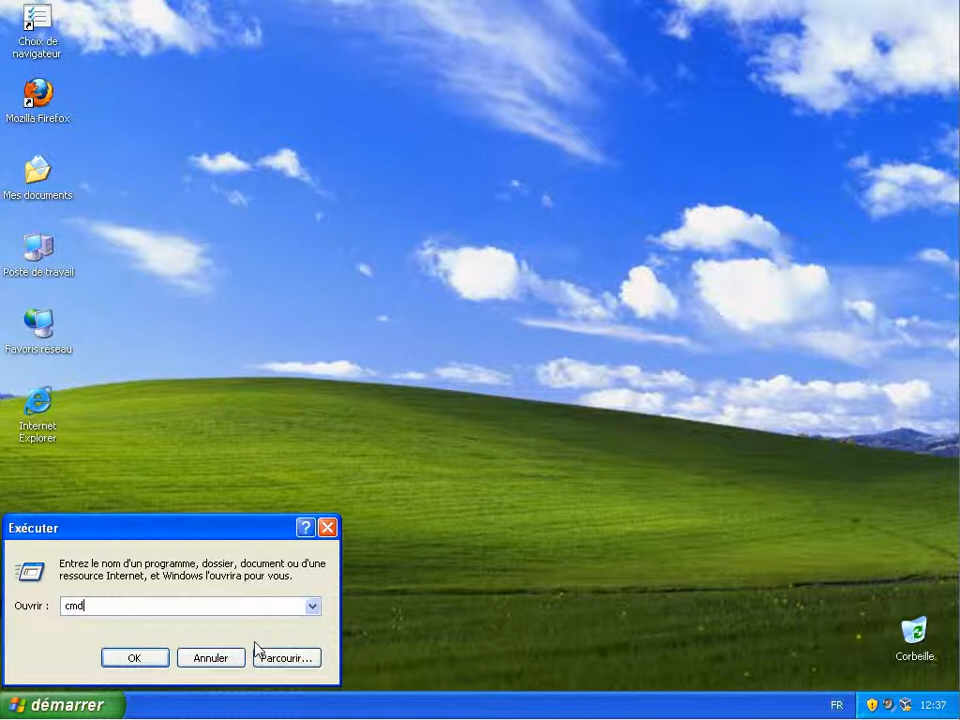 Choix de
navigateur
Mozilla Firefox
Mes documents
Poste de travail
Favoris réseau
Internet
Explorer
Exécuter
Entrez le nom d'un programme, dossier, document ou d'une
ressource Internet, et Windows l'ouvrira pour vous.
Ouvrir :
cmd
OK
Annuler
Parcourir...
Corbeille
démarrer
FR
12:37